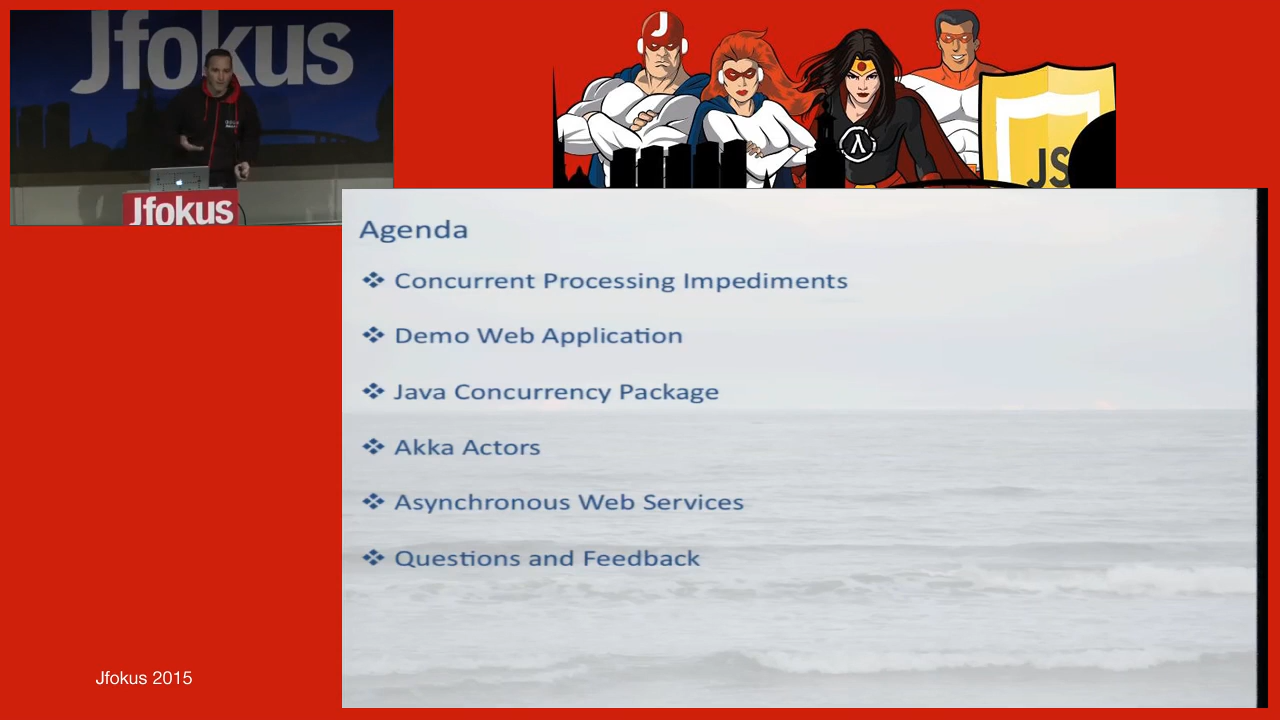 Jfokus
Jfokus
J
JS
Agenda
❖ Concurrent Processing Impediments
❖ Demo Web Application
❖ Java Concurrency Package
❖ Akka Actors
❖ Asynchronous Web Services
❖ Questions and Feedback
Jfokus 2015